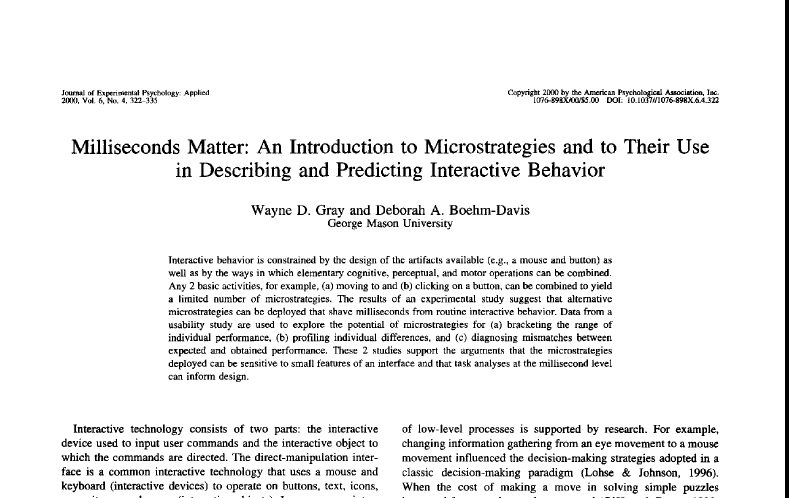 Journal of Experimental Psychology: Applied
2000, Vol. 6, No. 4, 322–335
Copyright 2000 by the American Psychological Association, Inc.
1076-898X/00/$5.00 DOI: 10.1037//1076-898X.6.4.322
Milliseconds Matter: An Introduction to Microstrategies and to Their Use
in Describing and Predicting Interactive Behavior
Wayne D. Gray and Deborah A. Boehm-Davis
George Mason University
Interactive behavior is constrained by the design of the artifacts available (e.g., a mouse and button) as
well as by the ways in which elementary cognitive, perceptual, and motor operations can be combined.
Any 2 basic activities, for example, (a) moving to and (b) clicking on a button, can be combined to yield
a limited number of microstrategies. The results of an experimental study suggest that alternative
microstrategies can be deployed that shave milliseconds from routine interactive behavior. Data from a
usability study are used to explore the potential of microstrategies for (a) bracketing the range of
individual performance, (b) profiling individual differences, and (c) diagnosing mismatches between
expected and obtained performance. These 2 studies support the arguments that the microstrategies
deployed can be sensitive to small features of an interface and that task analyses at the millisecond level
can inform design.
Interactive technology consists of two parts: the interactive
device used to input user commands and the interactive object to
which the commands are directed. The direct-manipulation inter-
face is a common interactive technology that uses a mouse and
keyboard (interactive devices) to operate on buttons, text, icons,
of low-level processes is supported by research. For example,
changing information gathering from an eye movement to a mouse
movement influenced the decision-making strategies adopted in a
classic decision-making paradigm (Lohse & Johnson, 1996).
When the cost of making a move in solving simple puzzles